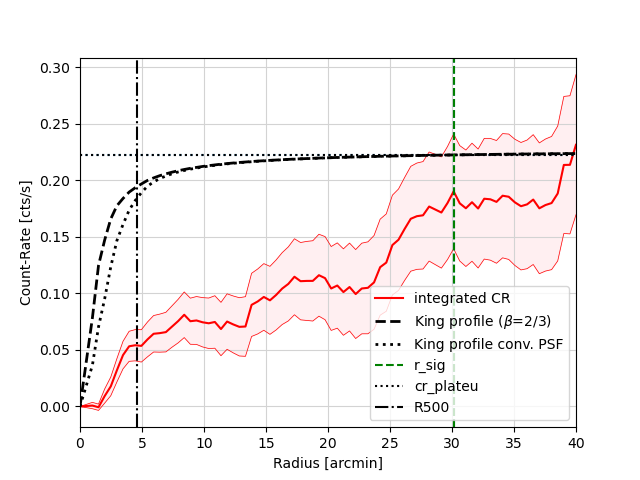 0.30
0.25
0.20
0.15
0.10
0.05
0.00
Count-Rate [cts/s]
integrated CR
King profile (β=2/3)
King profile conv. PSF
r_sig
cr_plateu
R500
0 5 10 15 20 25 30 35 40
Radius [arcmin]